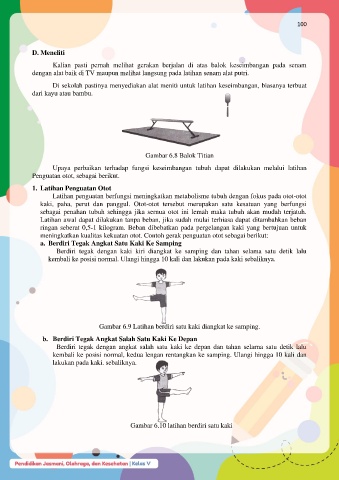 100
D. Meneliti
Kalian pasti pernah melihat gerakan berjalan di atas balok keseimbangan pada senam
dengan alat baik di TV maupun melihat langsung pada latihan senam alat putri.
Di sekolah pastinya menyediakan alat meniti untuk latihan keseimbangan, biasanya terbuat
dari kayu atau bambu.
Gambar 6.8 Balok Titian
Upaya perbaikan terhadap fungsi keseimbangan tubuh dapat dilakukan melalui latihan
Penguatan otot, sebagai berikut.
1. Latihan Penguatan Otot
Latihan penguatan berfungsi meningkatkan metabolisme tubuh dengan fokus pada otot-otot
kaki, paha, perut dan punggul. Otot-otot tersebut merupakan satu kesatuan yang berfungsi
sebagai penahan tubuh sehingga jika semua otot ini lemah maka tubuh akan mudah terjatuh.
Latihan awal dapat dilakukan tanpa beban, jika sudah mulai terbiasa dapat ditambahkan beban
ringan seberat 0,5-1 kilogram. Beban dibebatkan pada pergelangan kaki yang bertujuan untuk
meningkatkan kualitas kekuatan otot. Contoh gerak penguatan otot sebagai berikut:
a. Berdiri Tegak Angkat Satu Kaki Ke Samping
Berdiri tegak dengan kaki kiri diangkat ke samping dan tahan selama satu detik lalu
kembali ke posisi normal. Ulangi hingga 10 kali dan lakukan pada kaki sebaliknya.
Gambar 6.9 Latihan berdiri satu kaki diangkat ke samping.
b. Berdiri Tegak Angkat Salah Satu Kaki Ke Depan
Berdiri tegak dengan angkat salah satu kaki ke depan dan tahan selama satu detik lalu
kembali ke posisi normal, kedua lengan rentangkan ke samping. Ulangi hingga 10 kali dan
lakukan pada kaki. sebaliknya.
Gambar 6.10 latihan berdiri satu kaki
Pendidikan Jasmani, Olahraga, dan Kesehatan | Kelas V